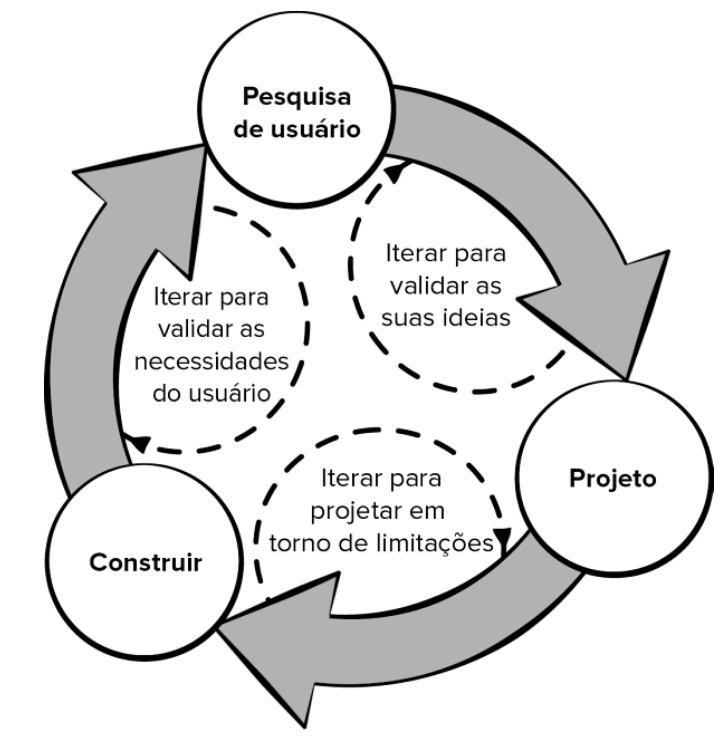 Pesquisa
de usuário
Iterar para
validar as
suas ideias
Iterar para
validar as
necessidades
do usuário
Iterar para
projetar em
torno de limitações
Projeto
Construir